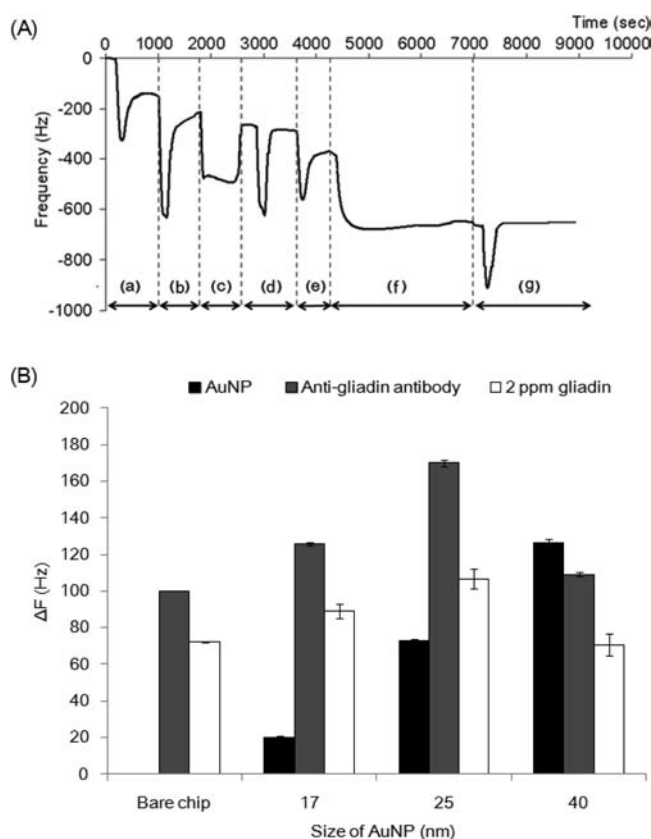 (A)
Time (sec)
0 1000 2000 3000 4000 5000 6000 7000 8000 9000 10000
0
-200
-400
-600
-800
-1000
Frequency (Hz)
(a) (b) (c) (d) (e) (f) (g)
(B)
AuNP Anti-gliadin antibody 2 ppm gliadin
200
180
160
140
120
100
80
60
40
20
0
ΔF (Hz)
Bare chip 17 25 40
Size of AuNP (nm)